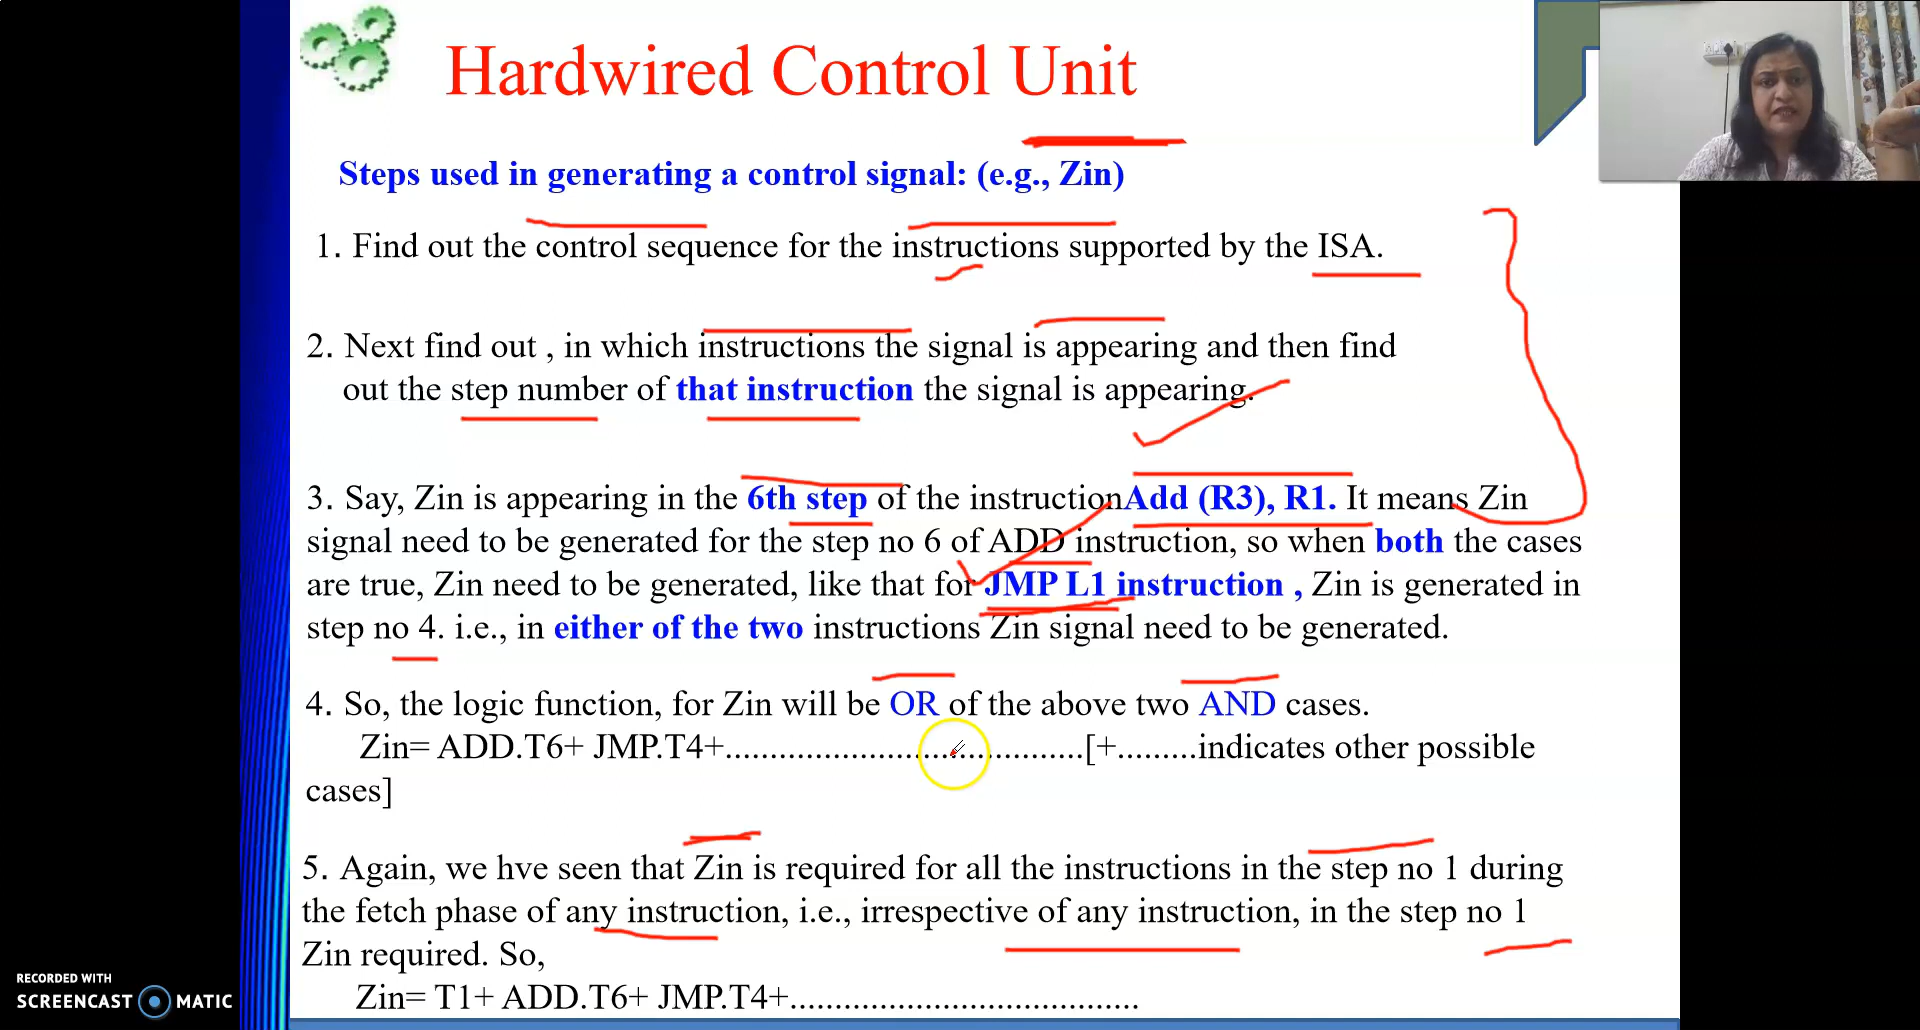 Hardwired Control Unit
Steps used in generating a control signal: (e.g., Zin)
1. Find out the control sequence for the instructions supported by the ISA.
2. Next find out , in which instructions the signal is appearing and then find
out the step number of that instruction the signal is appearing.
3. Say, Zin is appearing in the 6th step of the instructionAdd (R3), R1. It means Zin
signal need to be generated for the step no 6 of ADD instruction, so when both the cases
are true, Zin need to be generated, like that for JMP L1 instruction , Zin is generated in
step no 4. i.e., in either of the two instructions Zin signal need to be generated.
4. So, the logic function, for Zin will be OR of the above two AND cases.
Zin= ADD.T6+ JMP.T4+........................................[+.........indicates other possible
cases]
5. Again, we hve seen that Zin is required for all the instructions in the step no 1 during
the fetch phase of any instruction, i.e., irrespective of any instruction, in the step no 1
Zin required. So,
Zin= T1+ ADD.T6+ JMP.T4+.......................................
RECORDED WITH
SCREENCAST MATIC